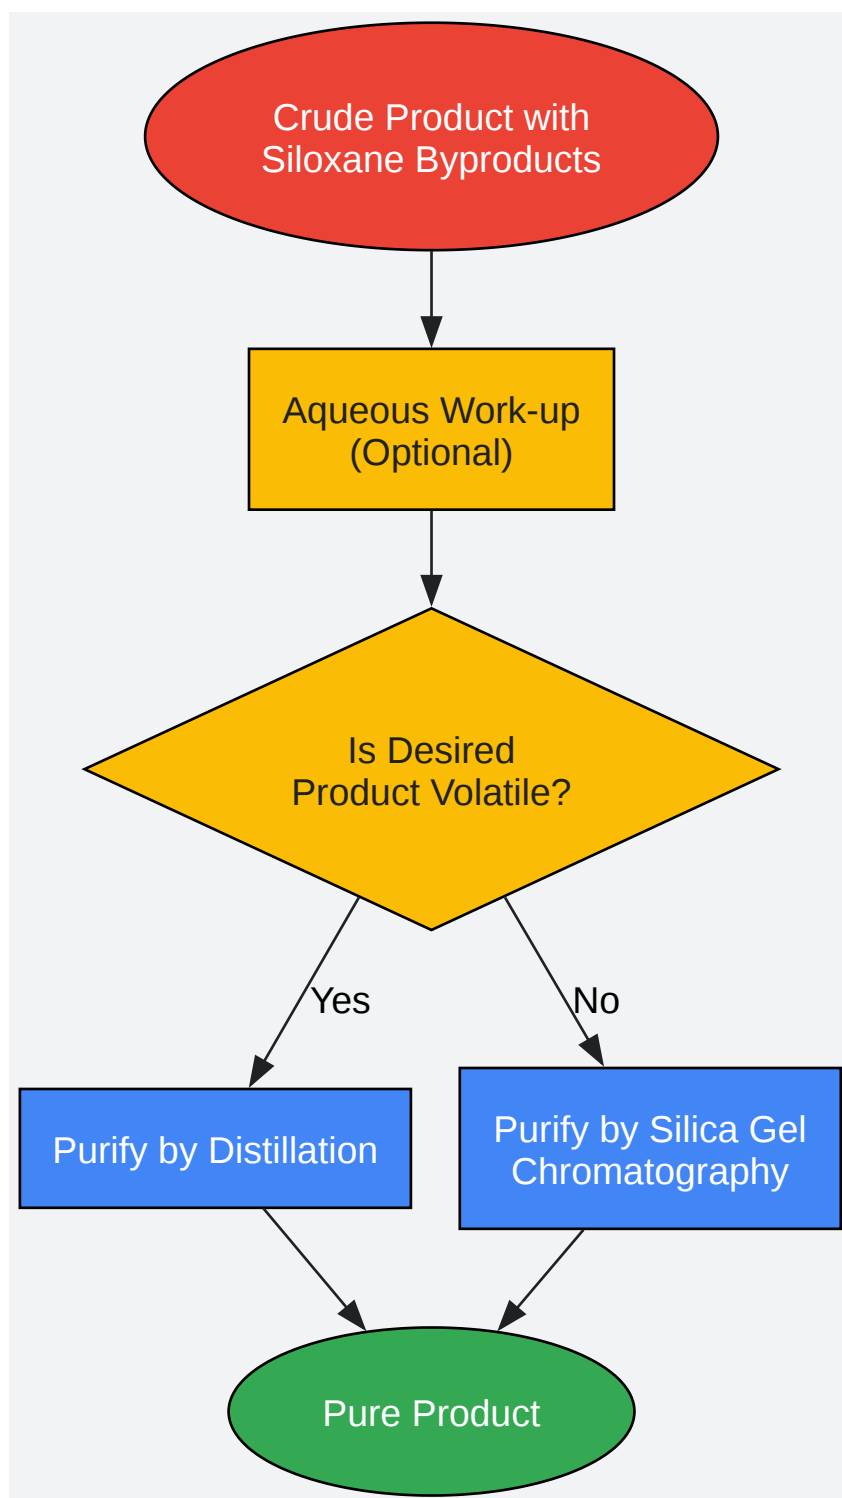 Crude Product with
Siloxane Byproducts
Aqueous Work-up
(Optional)
Is Desired
Product Volatile?
Yes
No
Purify by Distillation
Purify by Silica Gel
Chromatography
Pure Product